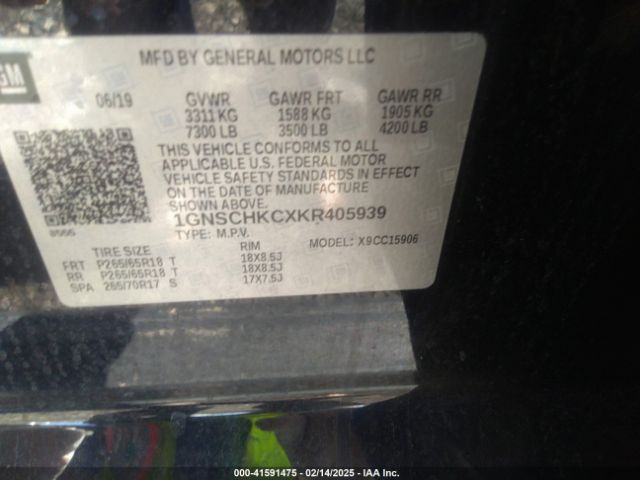 GM
MFD BY GENERAL MOTORS LLC
06/19 GVWR GAWR FRT GAWR RR
3311 KG 1588 KG 1905 KG
7300 LB 3500 LB 4200 LB
THIS VEHICLE CONFORMS TO ALL
APPLICABLE U.S. FEDERAL MOTOR
VEHICLE SAFETY STANDARDS IN EFFECT
ON THE DATE OF MANUFACTURE
SHOWN ABOVE.
1GNSCHKCXKR405939
TYPE: M.P.V. MODEL: X9CC15906
TIRE SIZE RIM
FRT P265/65R18 T 18X8.5J
RR P265/65R18 T 18X8.5J
SPA 265/70R17 S 17X7.5J
000-41591475 - 02/14/2025 - IAA Inc.